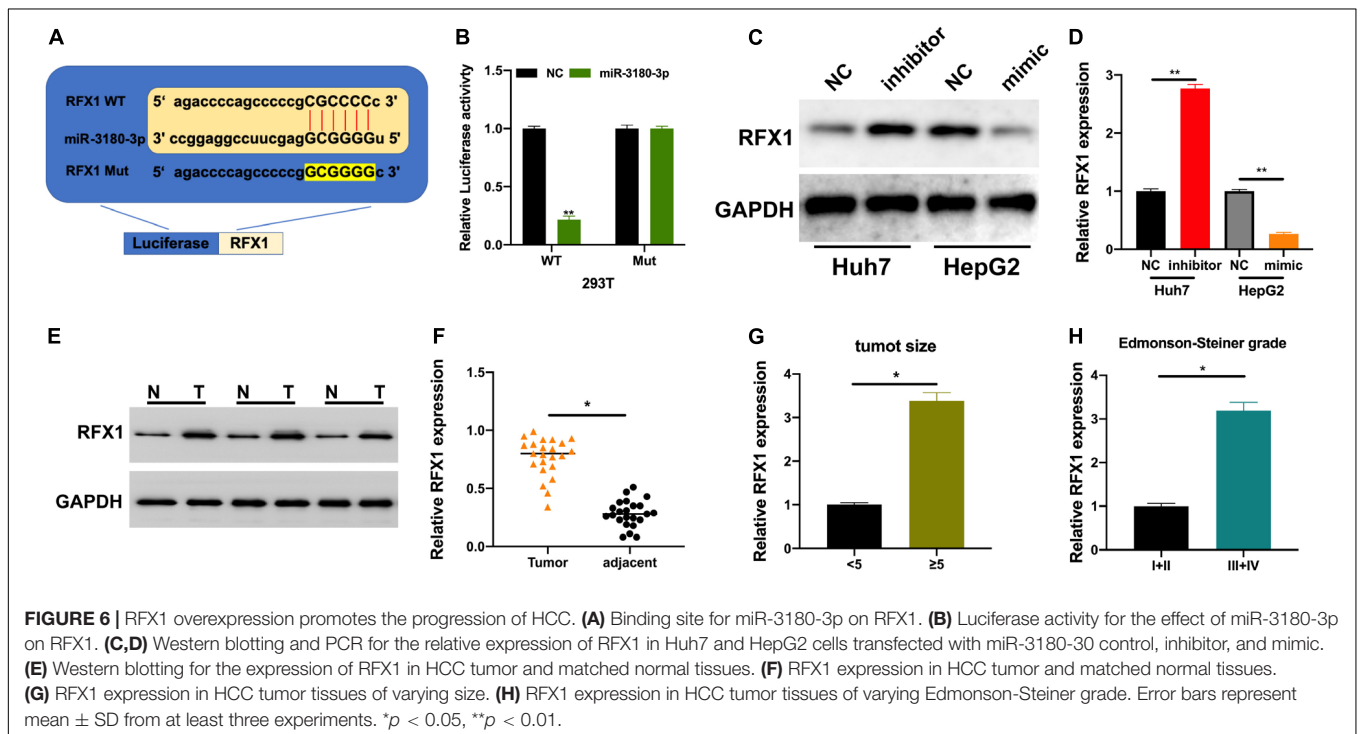 A
RFX1 WT 5‘ agaccccagcccccgCGCCCCc 3'
miR-3180-3p 3' ccggaggccuucgagGCGGGGu 5'
RFX1 Mut 5‘ agaccccagcccccgGCGGGGc 3'
Luciferase RFX1
B
NC miR-3180-3p
Relative Luciferase activity
1.5
1.0
0.5
0.0
**
WT Mut
293T
C
NC inhibitor NC mimic
RFX1
GAPDH
Huh7 HepG2
D
Relative RFX1 expression
3
2
1
0
**
**
NC inhibitor NC mimic
Huh7 HepG2
E
N T N T N T
RFX1
GAPDH
F
Relative RFX1 expression
1.5
1.0
0.5
0.0
*
Tumor adjacent
G
tumot size
Relative RFX1 expression
4
3
2
1
0
*
<5 ≥5
H
Edmonson-Steiner grade
Relative RFX1 expression
4
3
2
1
0
*
I+II III+IV
FIGURE 6 | RFX1 overexpression promotes the progression of HCC. (A) Binding site for miR-3180-3p on RFX1. (B) Luciferase activity for the effect of miR-3180-3p
on RFX1. (C,D) Western blotting and PCR for the relative expression of RFX1 in Huh7 and HepG2 cells transfected with miR-3180-30 control, inhibitor, and mimic.
(E) Western blotting for the expression of RFX1 in HCC tumor and matched normal tissues. (F) RFX1 expression in HCC tumor and matched normal tissues.
(G) RFX1 expression in HCC tumor tissues of varying size. (H) RFX1 expression in HCC tumor tissues of varying Edmonson-Steiner grade. Error bars represent
mean ± SD from at least three experiments. *p < 0.05, **p < 0.01.